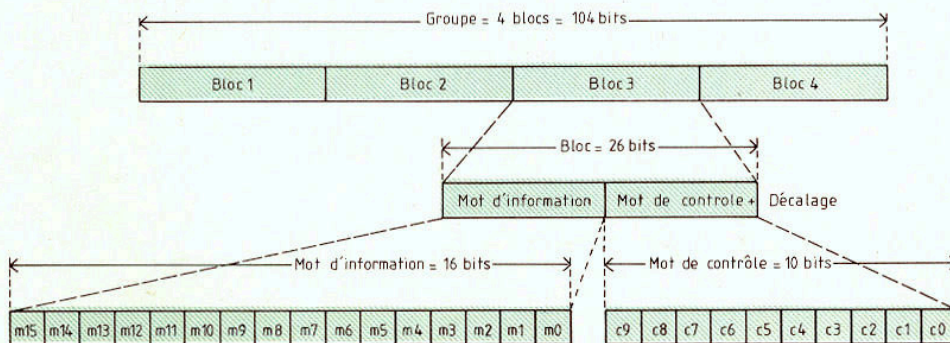 Groupe = 4 blocs = 104 bits
Bloc 1 Bloc 2 Bloc 3 Bloc 4
Bloc = 26 bits
Mot d'information Mot de controle + Décalage
Mot d'information = 16 bits Mot de contrôle = 10 bits
m15 m14 m13 m12 m11 m10 m9 m8 m7 m6 m5 m4 m3 m2 m1 m0 c9 c8 c7 c6 c5 c4 c3 c2 c1 c0